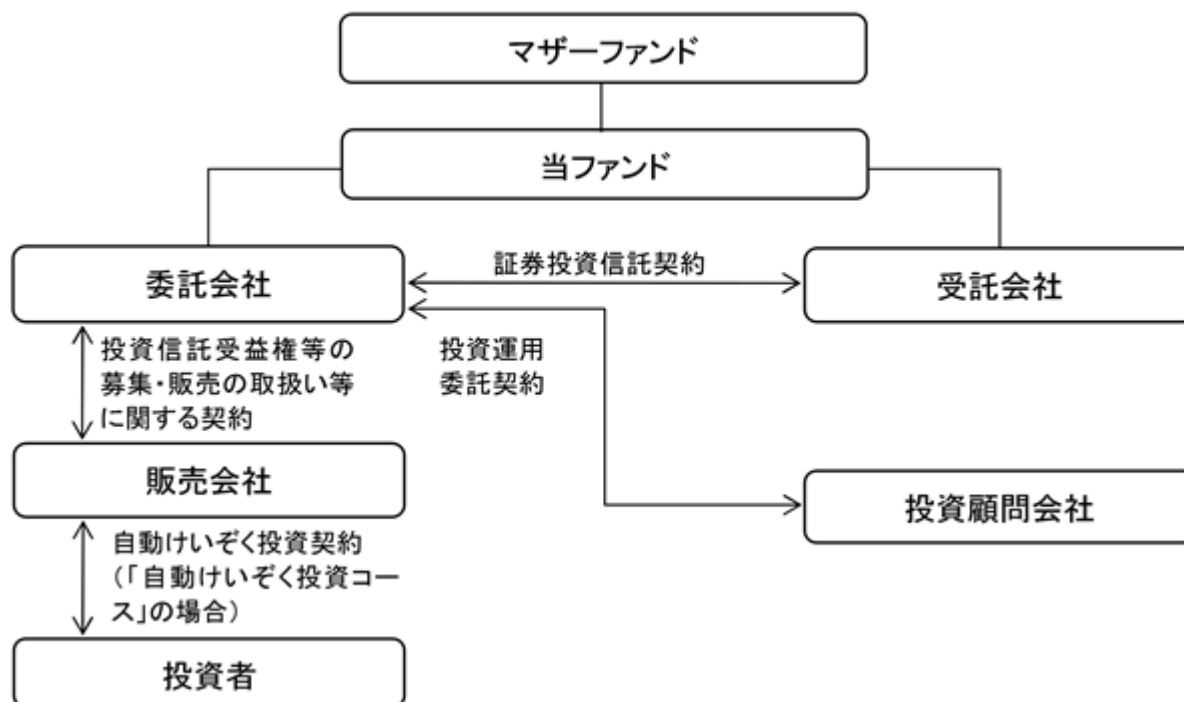 マザーファンド
当ファンド
委託会社
証券投資信託契約
受託会社
投資信託受益権等の
募集・販売の取扱い等
に関する契約
投資運用
委託契約
販売会社
投資顧問会社
自動けいぞく投資契約
（「自動けいぞく投資コー
ス」の場合）
投資者